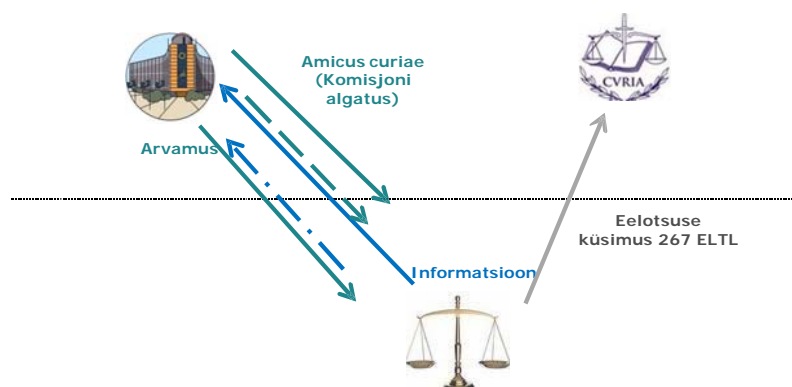 Amicus curiae
(Komisjoni
algatus)
CVRIA
Arvamus
Eelotsuse
küsimus 267 ELTL
Informatsioon